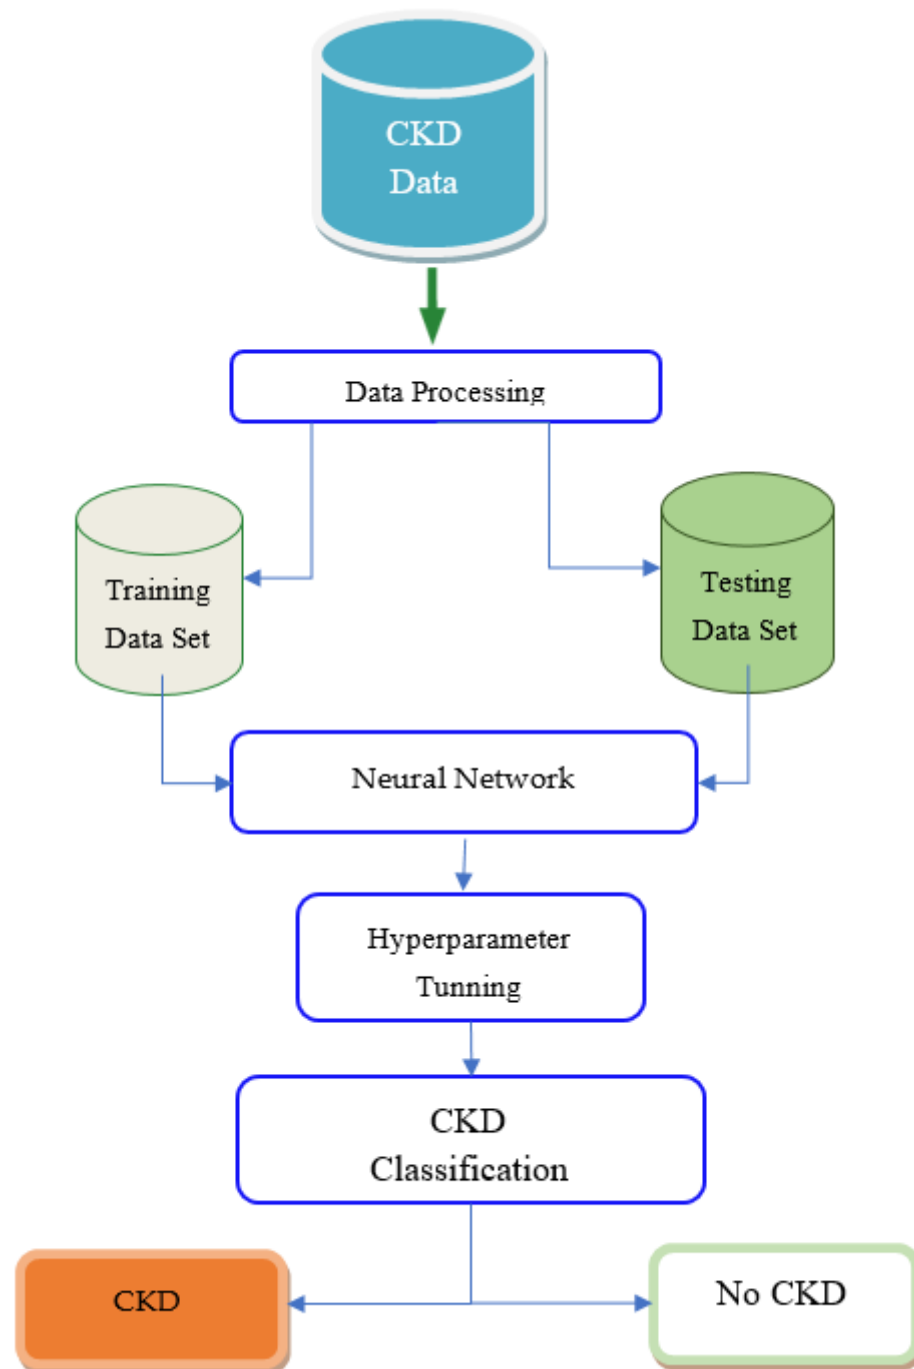 CKD
Data
Data Processing
Training
Data Set
Testing
Data Set
Neural Network
Hyperparameter
Tunning
CKD
Classification
CKD
No CKD